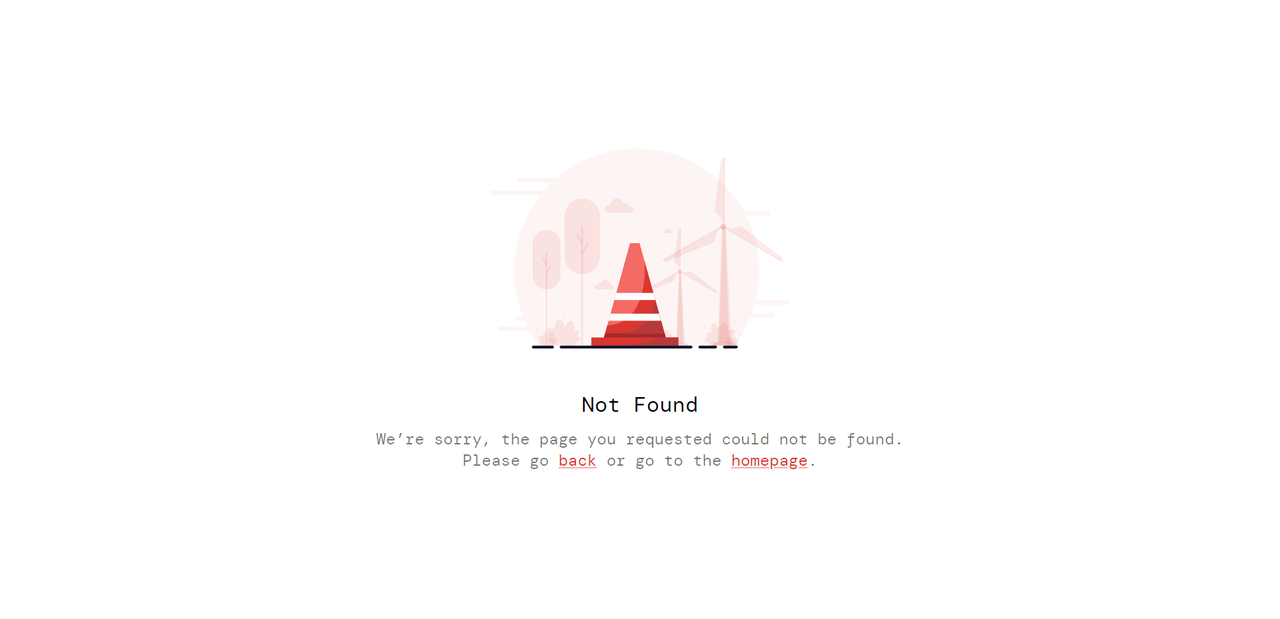 Not Found
We’re sorry, the page you requested could not be found.
Please go back or go to the homepage.